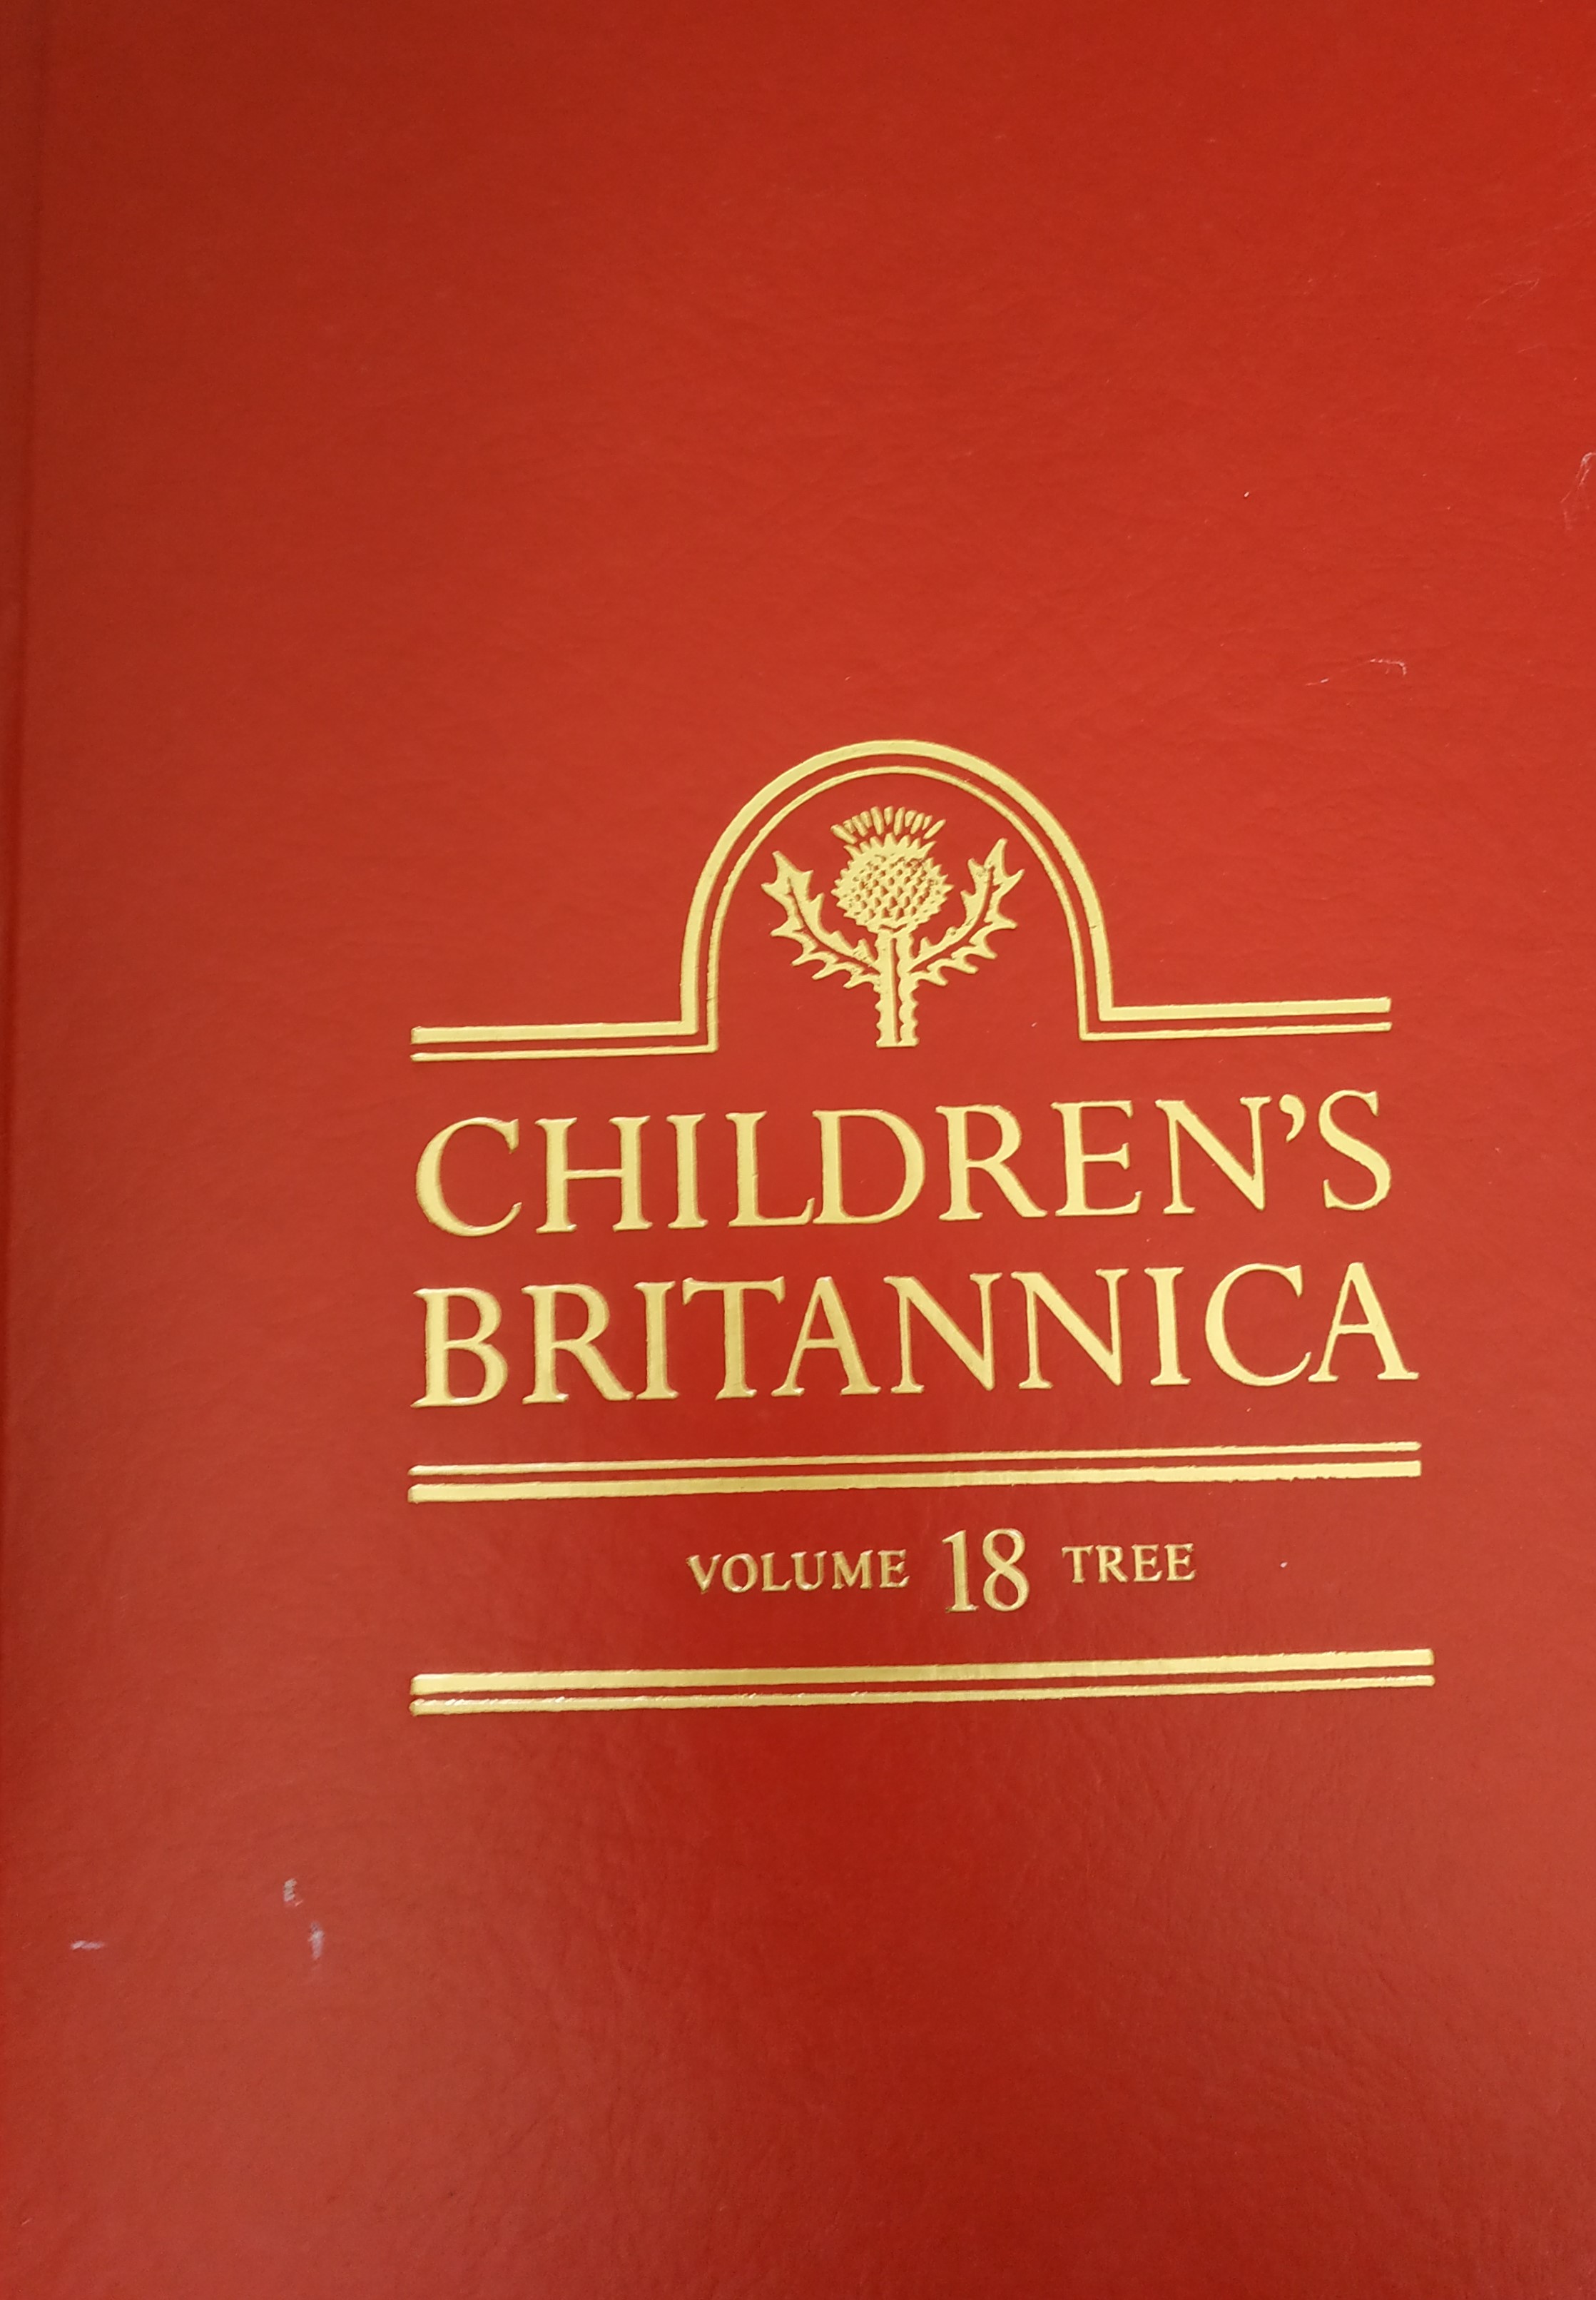 CHILDREN'S
BRITANNICA
VOLUME 18 TREE